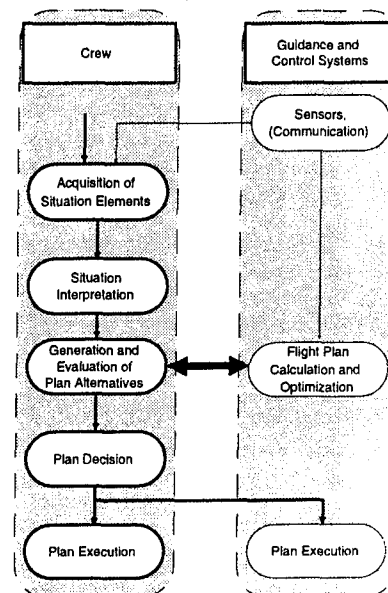 Crew
Guidance and
Control Systems
Sensors,
(Communication)
Acquisition of
Situation Elements
Situation
Interpretation
Generation and
Evaluation of
Plan Alternatives
Flight Plan
Calculation and
Optimization
Plan Decision
Plan Execution
Plan Execution